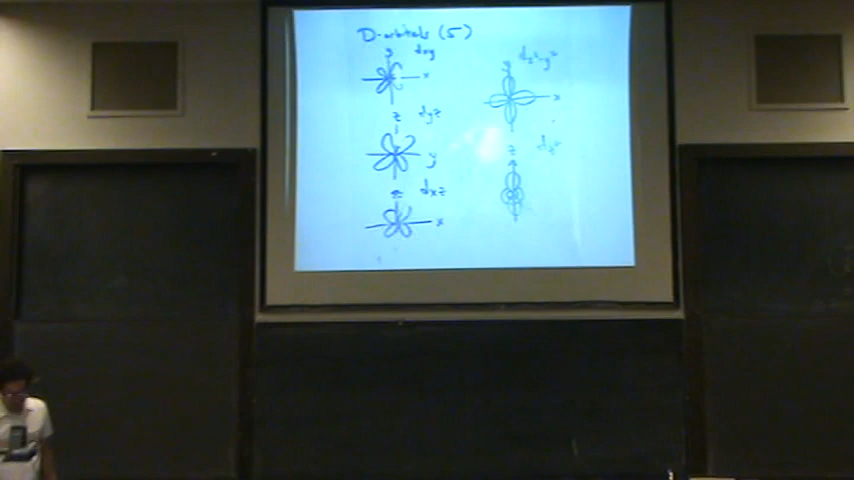 D-orbitals (5)
y dxy
x
z dyz
y
z dxz
x
y dx²-y²
x
z dz²